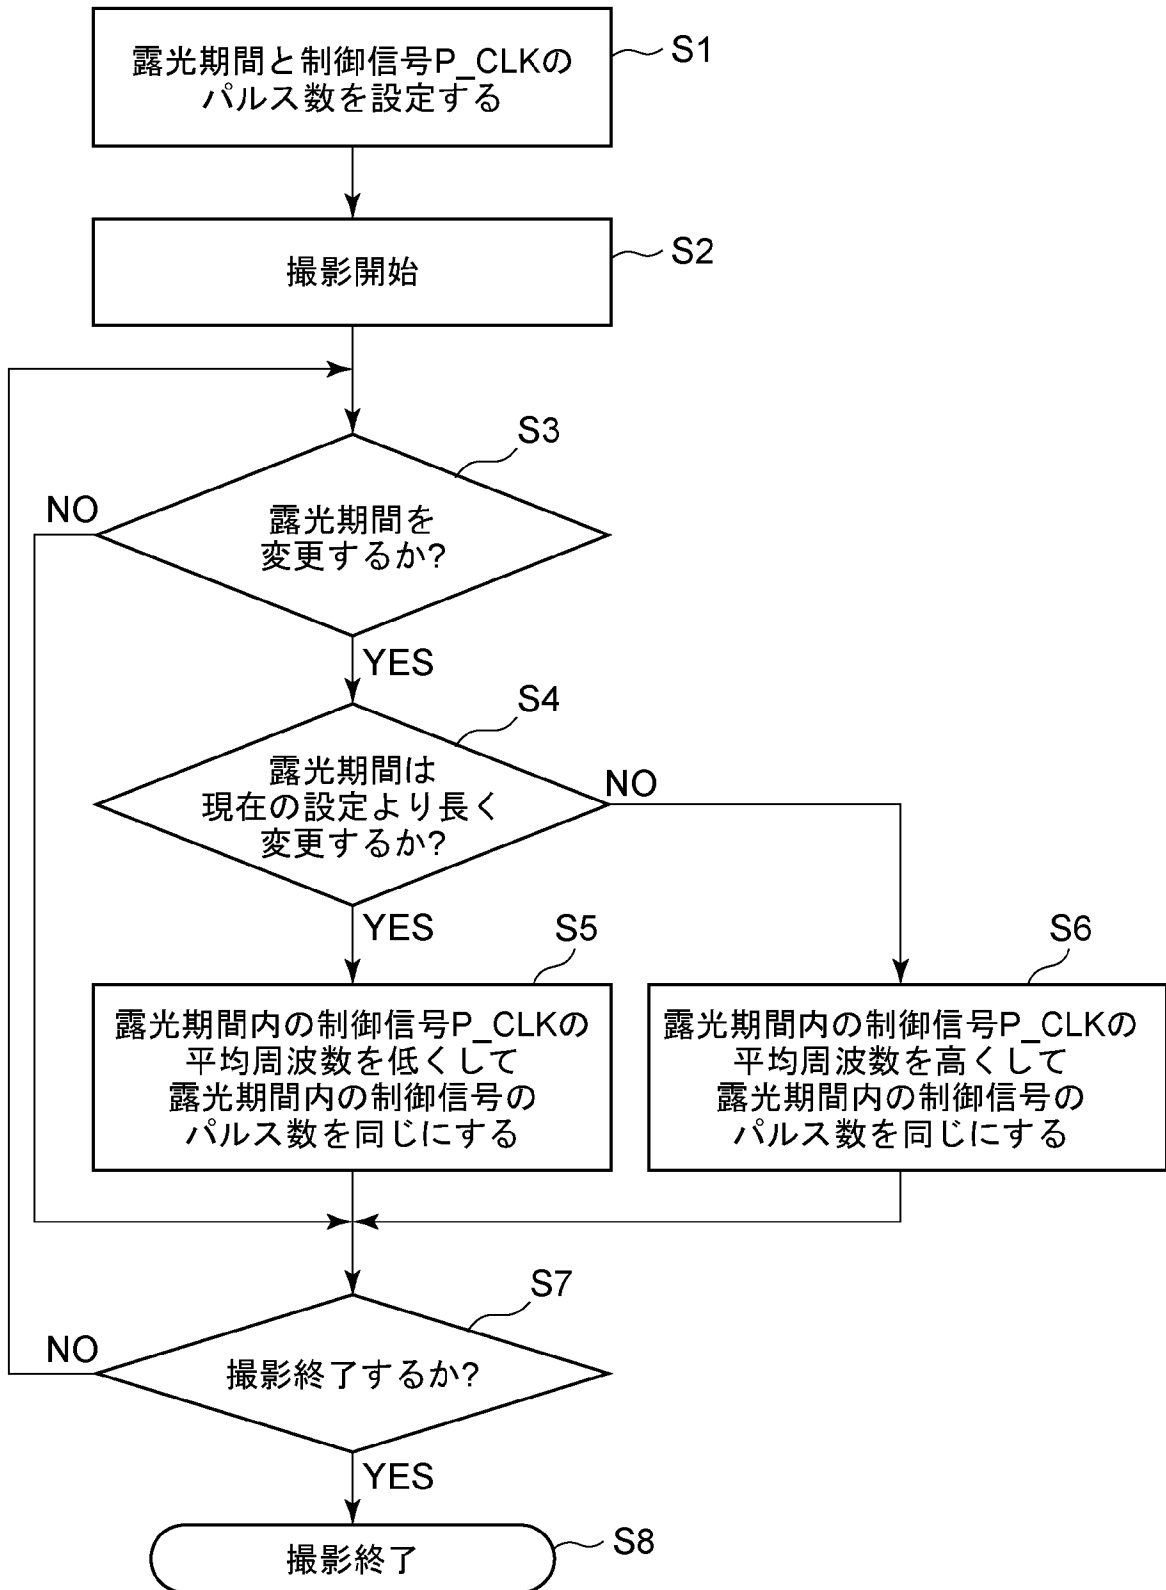 露光期間と制御信号P_CLKの
パルス数を設定する
S1
撮影開始
S2
S3
NO
露光期間を
変更するか?
YES
S4
露光期間は
現在の設定より長く
変更するか?
NO
YES
S5
露光期間内の制御信号P_CLKの
平均周波数を低くして
露光期間内の制御信号の
パルス数を同じにする
S6
露光期間内の制御信号P_CLKの
平均周波数を高くして
露光期間内の制御信号の
パルス数を同じにする
S7
NO
撮影終了するか?
YES
撮影終了
S8